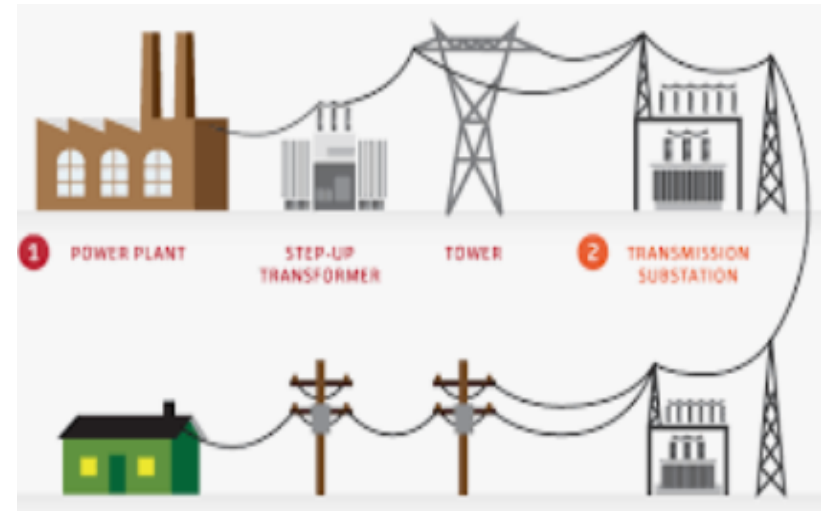 1 POWER PLANT
STEP-UP
TRANSFORMER
TOWER
2 TRANSMISSION
SUBSTATION